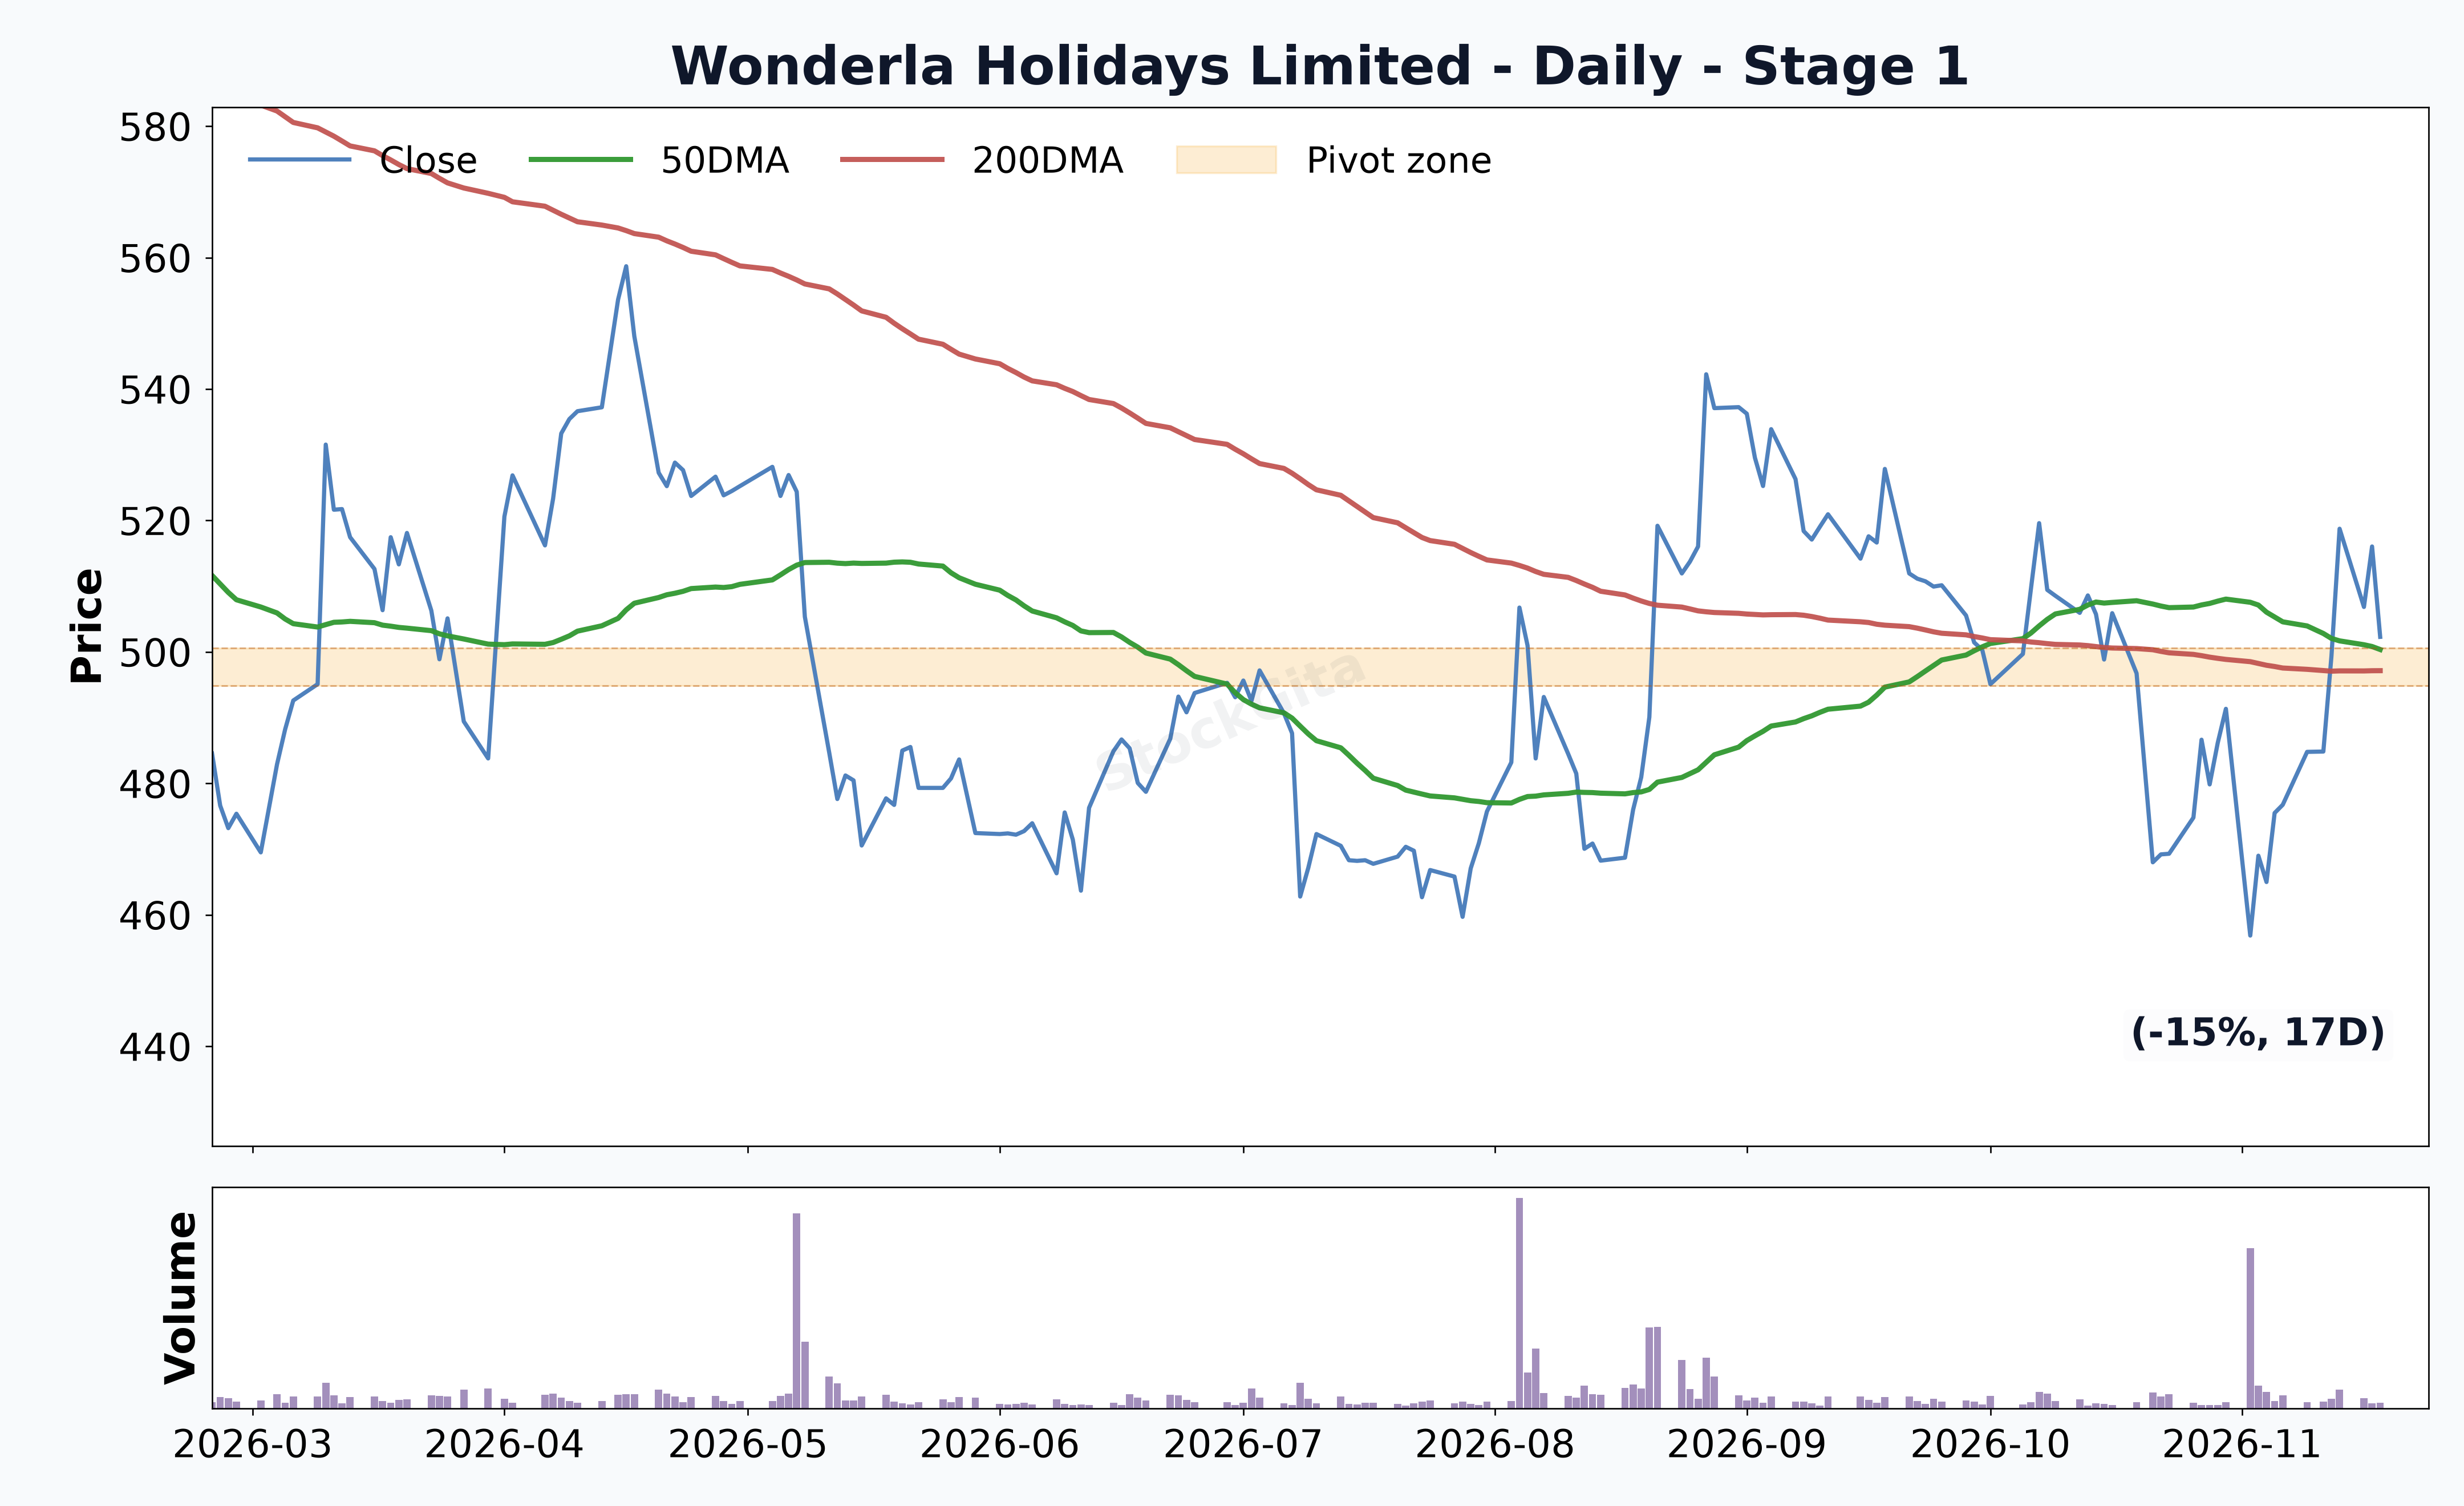 Wonderla Holidays Limited - Daily - Stage 1
Close 50DMA 200DMA Pivot zone
Price
580
560
540
520
500
480
460
440
StockGita
(-15%, 17D)
Volume
2026-03 2026-04 2026-05 2026-06 2026-07 2026-08 2026-09 2026-10 2026-11